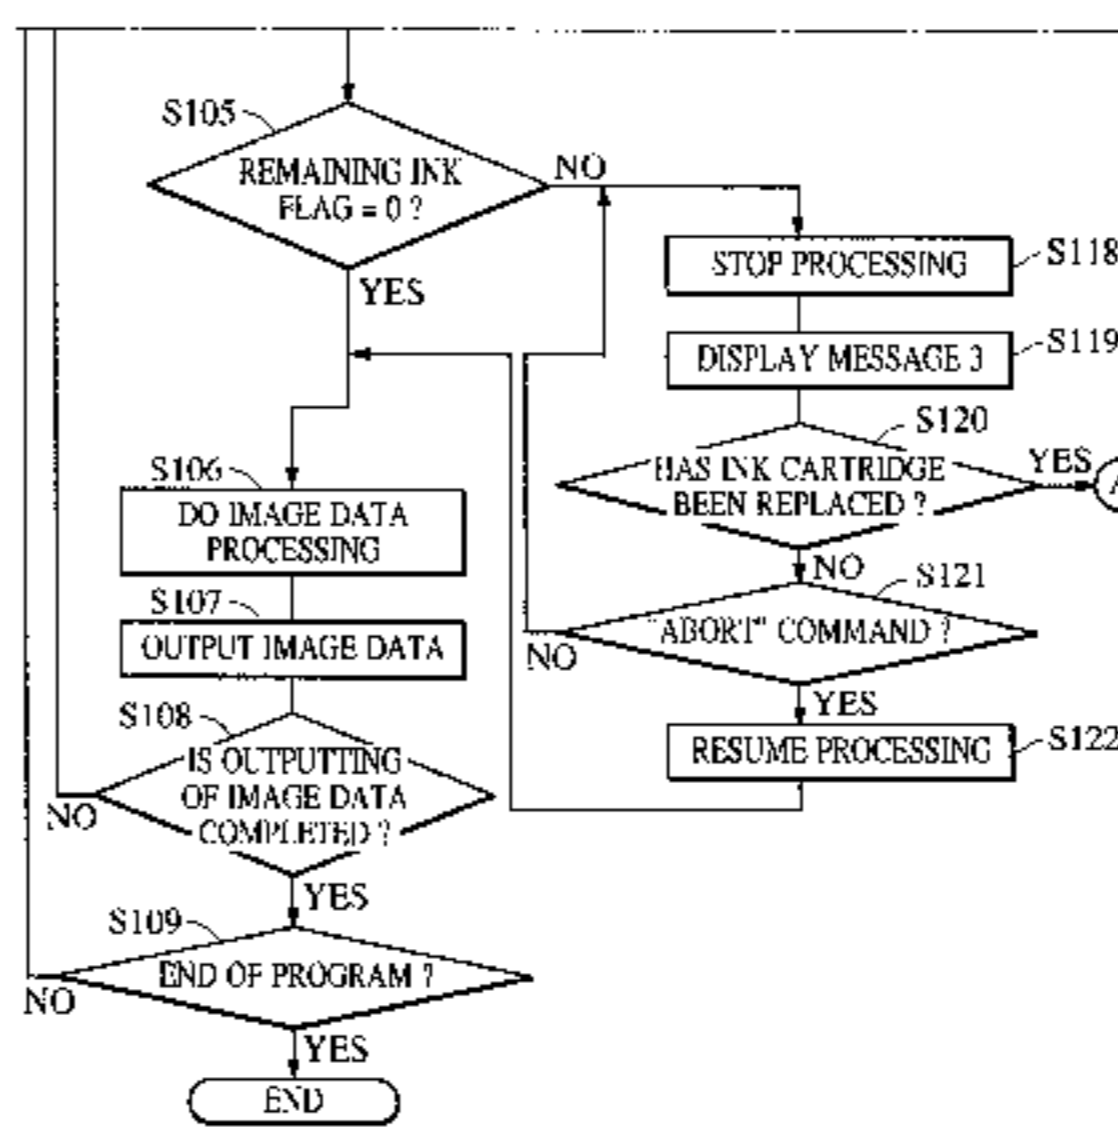 S105
REMAINING INK
FLAG = 0 ?
NO
YES
STOP PROCESSING
S118
DISPLAY MESSAGE 3
S119
S120
HAS INK CARTRIDGE
BEEN REPLACED ?
YES
A
NO
S121
"ABORT" COMMAND ?
NO
YES
RESUME PROCESSING
S122
S106
DO IMAGE DATA
PROCESSING
S107
OUTPUT IMAGE DATA
S108
IS OUTPUTTING
OF IMAGE DATA
COMPLETED ?
NO
YES
S109
END OF PROGRAM ?
NO
YES
END